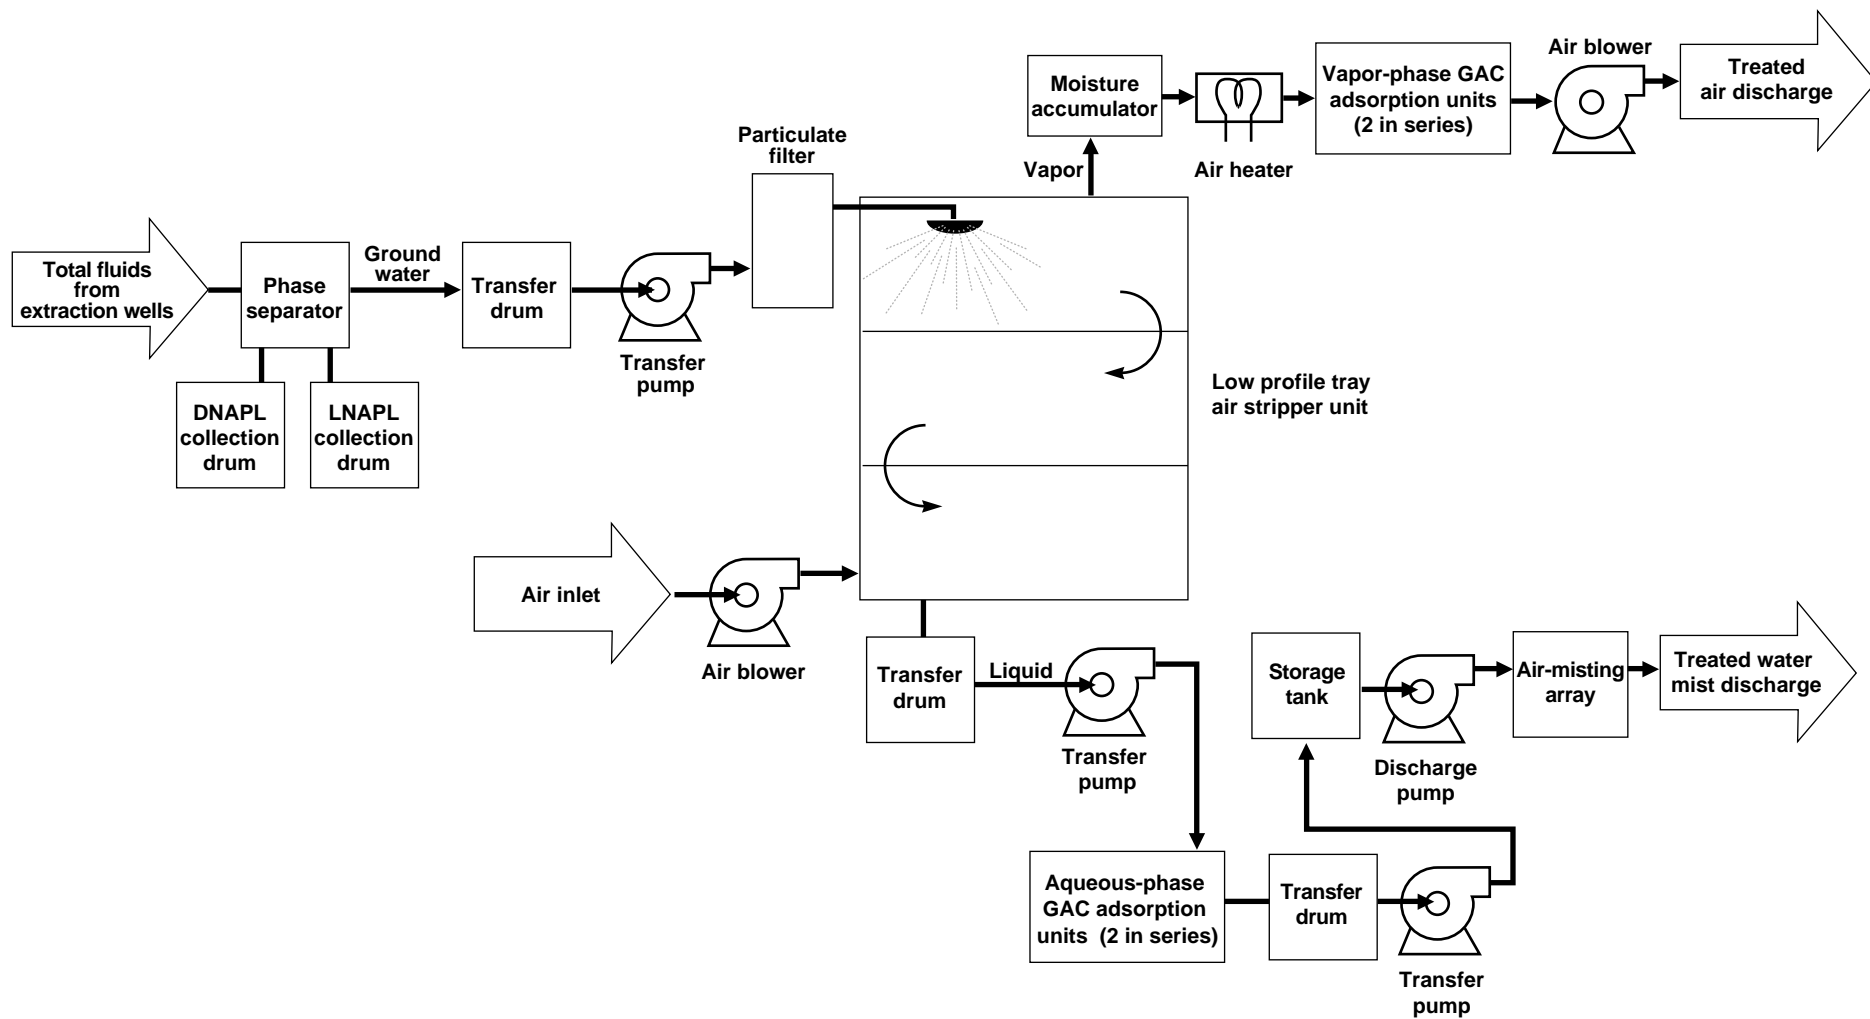 Total fluids
from
extraction wells
Phase
separator
DNAPL
collection
drum
LNAPL
collection
drum
Ground
water
Transfer
drum
Transfer
pump
Particulate
filter
Low profile tray
air stripper unit
Air inlet
Air blower
Vapor
Moisture
accumulator
Air heater
Vapor-phase GAC
adsorption units
(2 in series)
Air blower
Treated
air discharge
Transfer
drum
Liquid
Transfer
pump
Aqueous-phase
GAC adsorption
units (2 in series)
Transfer
drum
Transfer
pump
Storage
tank
Discharge
pump
Air-misting
array
Treated water
mist discharge